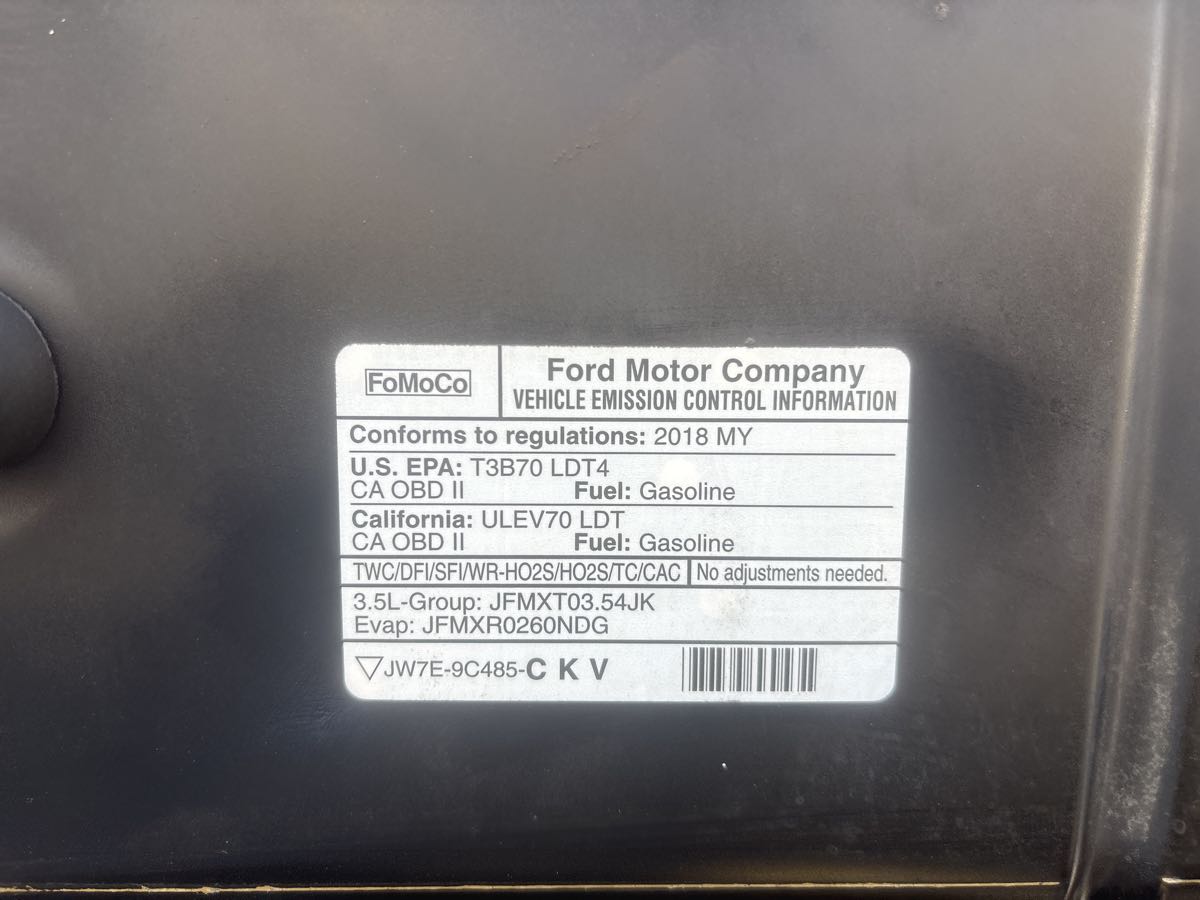 FoMoCo
Ford Motor Company
VEHICLE EMISSION CONTROL INFORMATION
Conforms to regulations: 2018 MY
U.S. EPA: T3B70 LDT4
CA OBD II Fuel: Gasoline
California: ULEV70 LDT
CA OBD II Fuel: Gasoline
TWC/DFI/SFI/WR-HO2S/HO2S/TC/CAC No adjustments needed.
3.5L-Group: JFMXT03.54JK
Evap: JFMXR0260NDG
▽JW7E-9C485-C K V